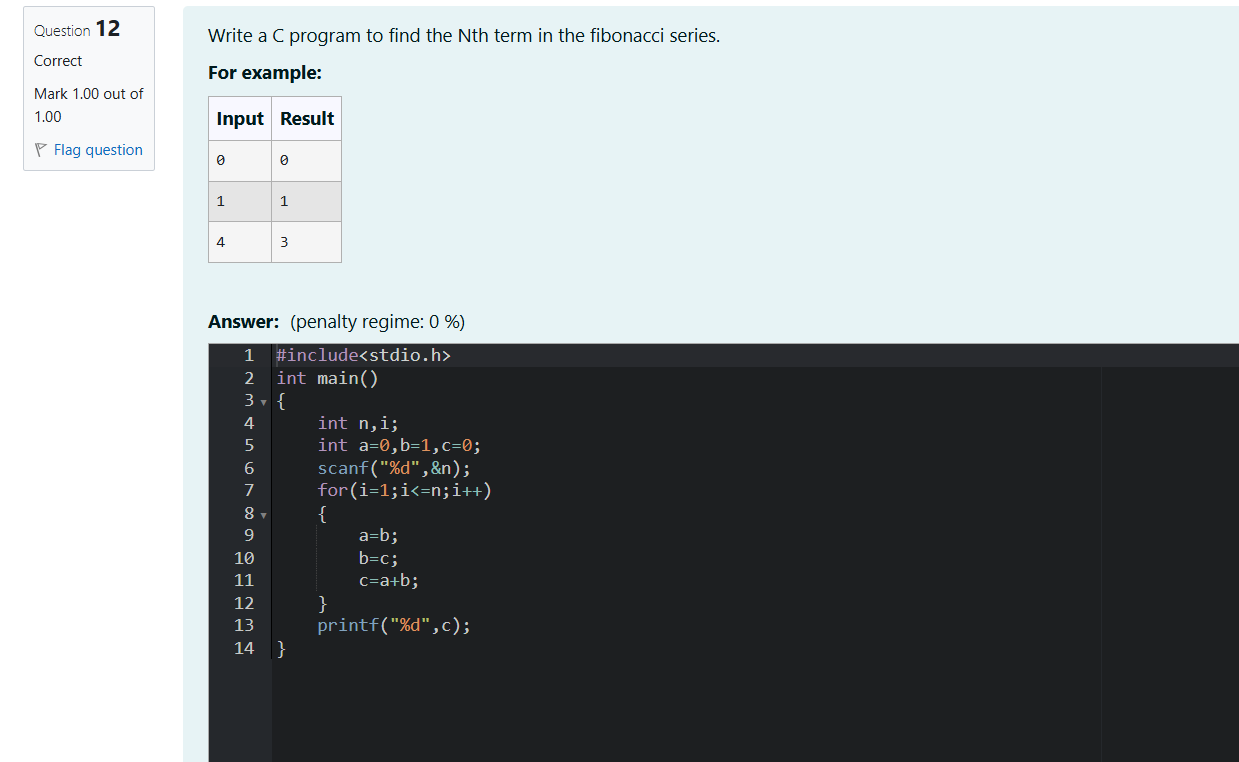 Question 12
Correct
Mark 1.00 out of
1.00
Flag question
Write a C program to find the Nth term in the fibonacci series.
For example:
Input Result
0 0
1 1
4 3
Answer: (penalty regime: 0 %)
1 #include<stdio.h>
2 int main()
3 {
4     int n,i;
5     int a=0,b=1,c=0;
6     scanf("%d",&n);
7     for(i=1;i<=n;i++)
8     {
9         a=b;
10         b=c;
11         c=a+b;
12     }
13     printf("%d",c);
14 }